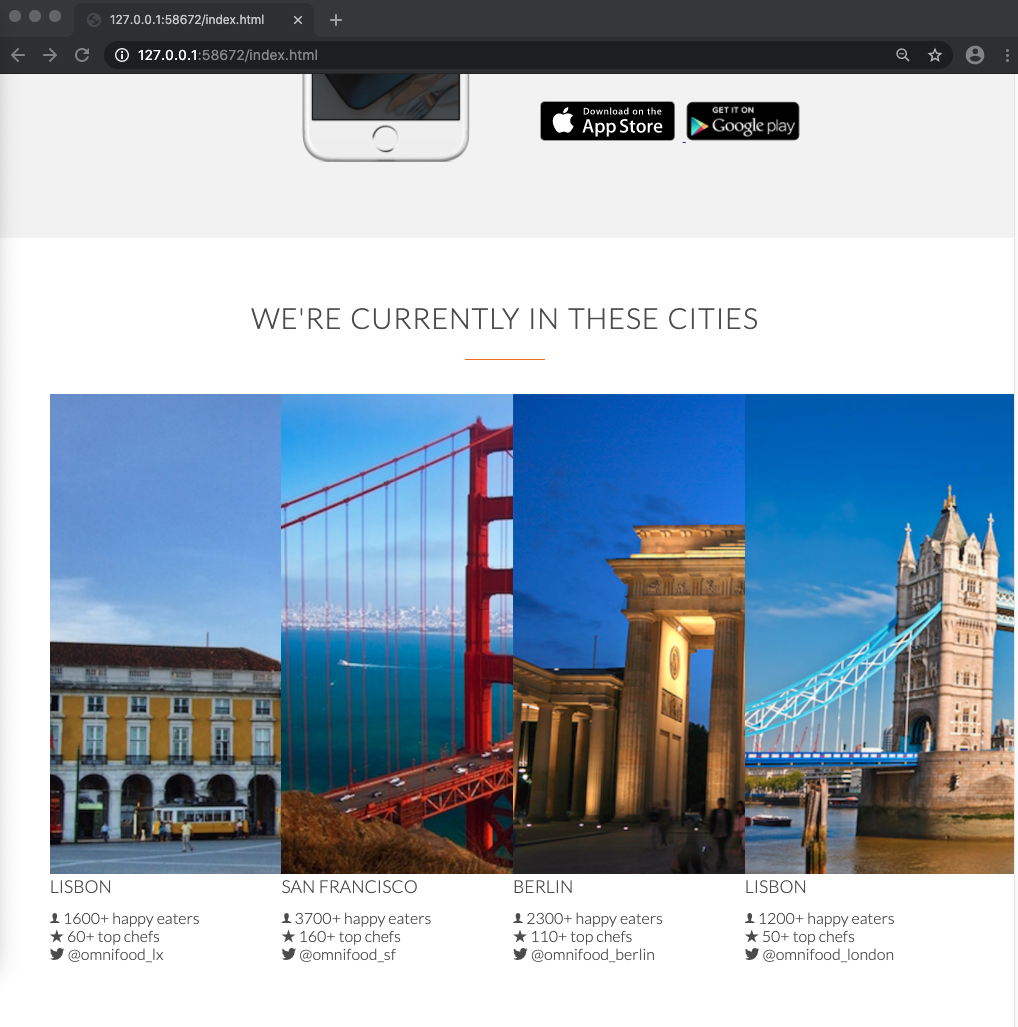 127.0.0.1:58672/index.html
127.0.0.1:58672/index.html
Download on the
App Store
GET IT ON
Google play
WE'RE CURRENTLY IN THESE CITIES
LISBON
1600+ happy eaters
60+ top chefs
@omnifood_lx
SAN FRANCISCO
3700+ happy eaters
160+ top chefs
@omnifood_sf
BERLIN
2300+ happy eaters
110+ top chefs
@omnifood_berlin
LISBON
1200+ happy eaters
50+ top chefs
@omnifood_london